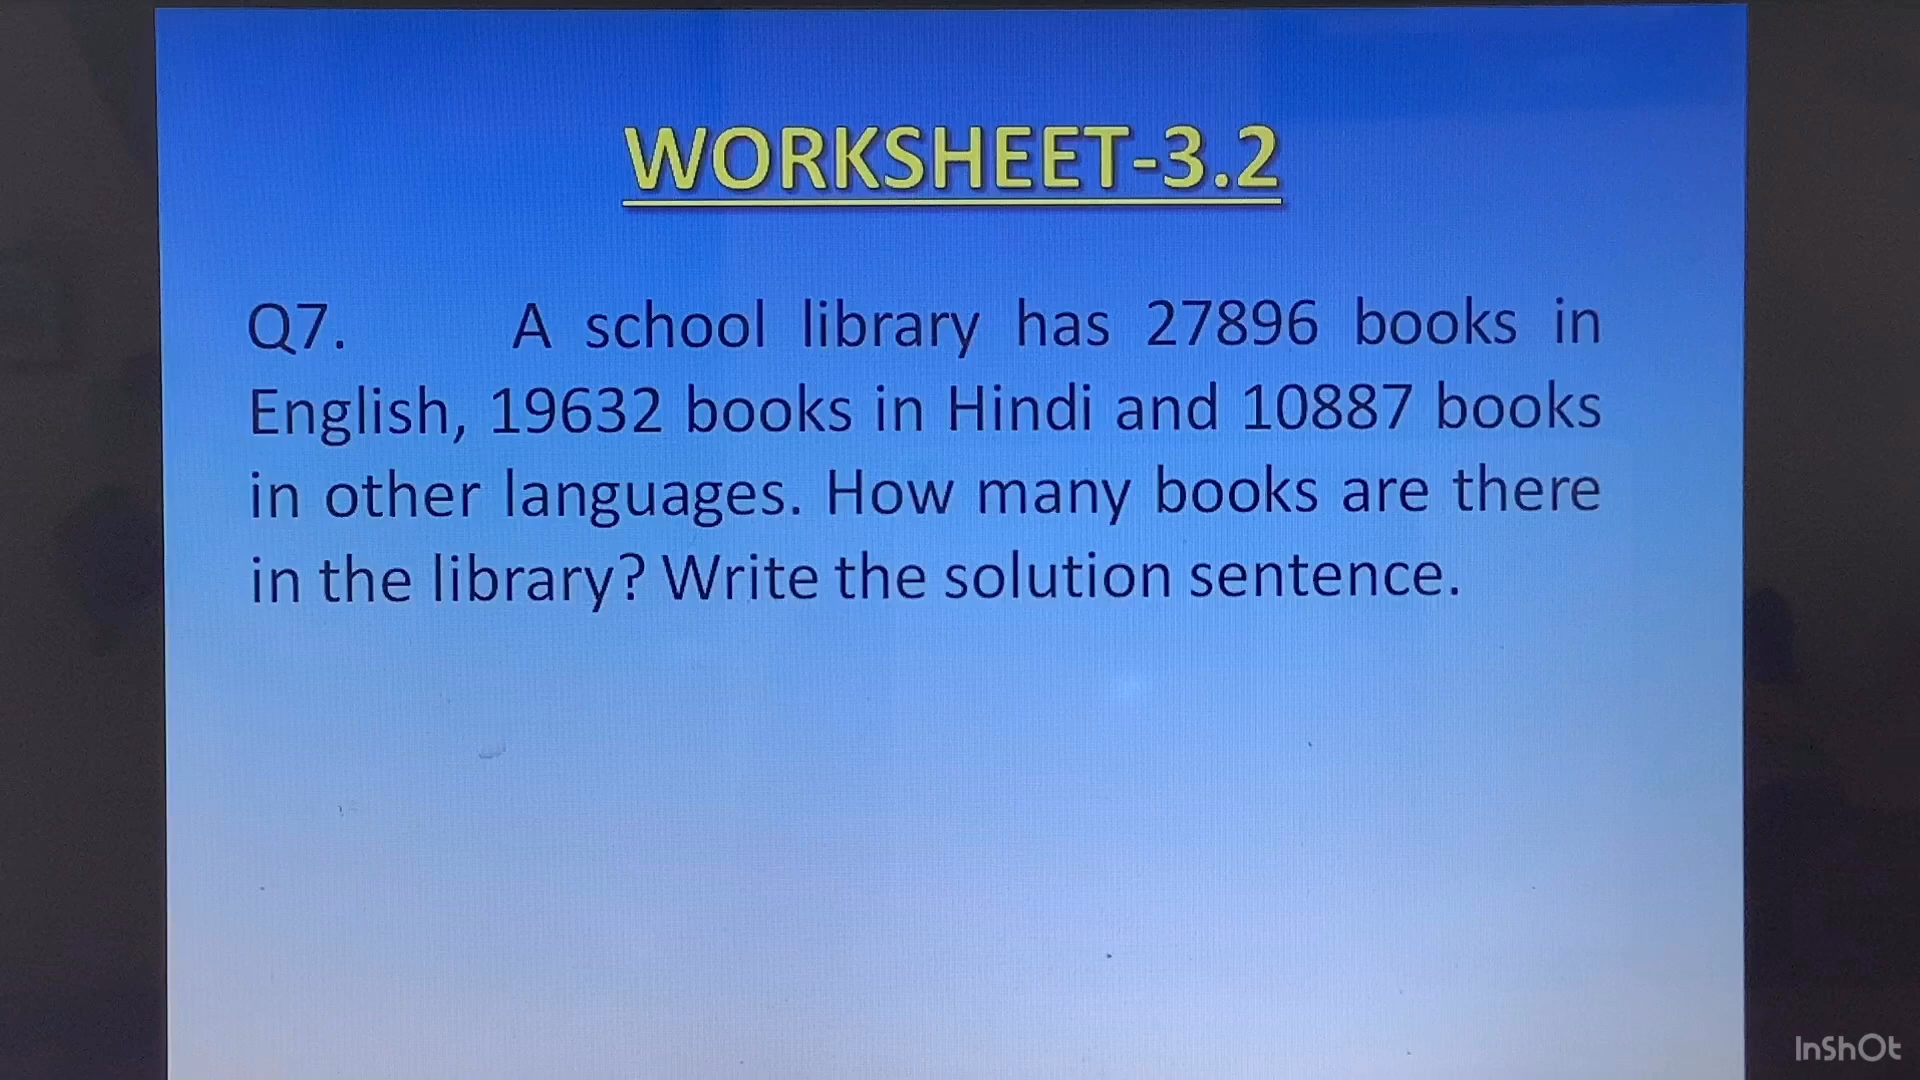 WORKSHEET-3.2
Q7. A school library has 27896 books in
English, 19632 books in Hindi and 10887 books
in other languages. How many books are there
in the library? Write the solution sentence.
InShOt